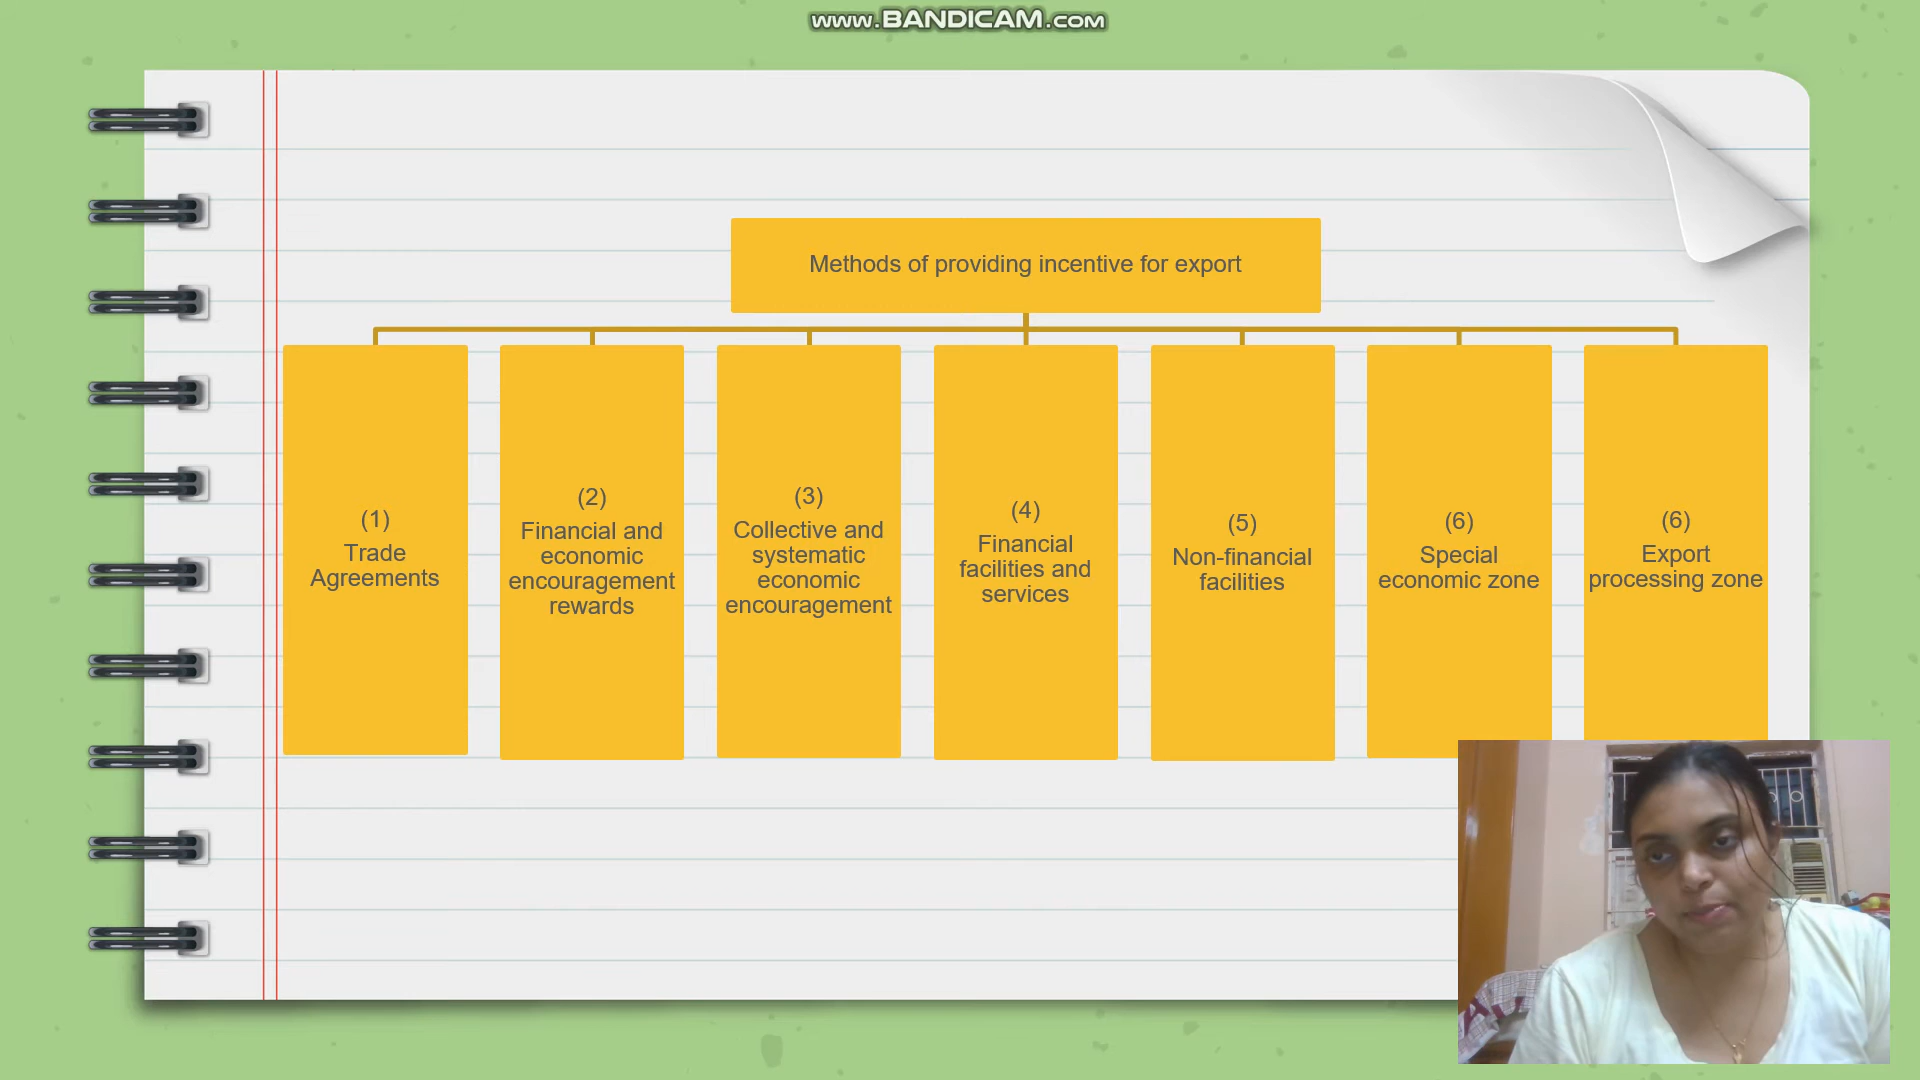 www.BANDICAM.com
Methods of providing incentive for export
(1)
Trade
Agreements
(2)
Financial and
economic
encouragement
rewards
(3)
Collective and
systematic
economic
encouragement
(4)
Financial
facilities and
services
(5)
Non-financial
facilities
(6)
Special
economic zone
(6)
Export
processing zone